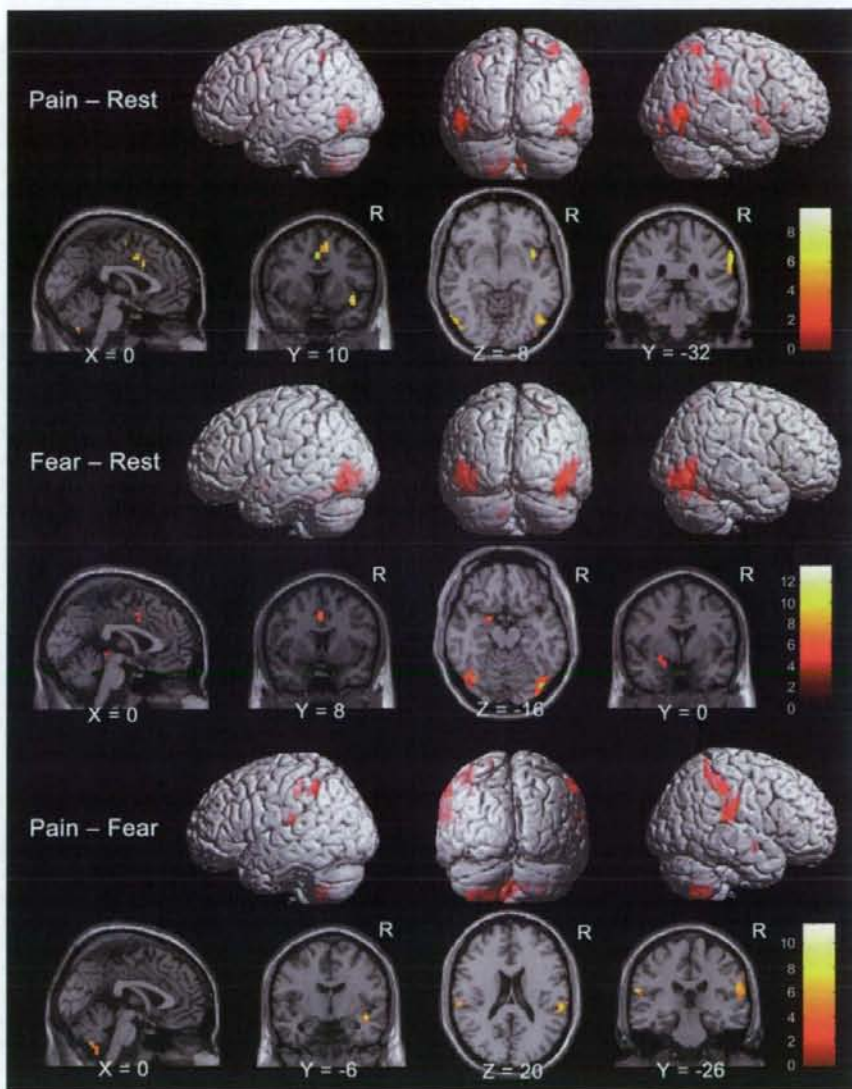 Pain – Rest
R
R
R
8
6
4
2
0
X = 0
Y = 10
Z = -8
Y = -32
Fear – Rest
R
R
R
12
10
8
6
4
2
0
X = 0
Y = 8
Z = -16
Y = 0
Pain – Fear
R
R
R
10
8
6
4
2
0
X = 0
Y = -6
Z = 20
Y = -26